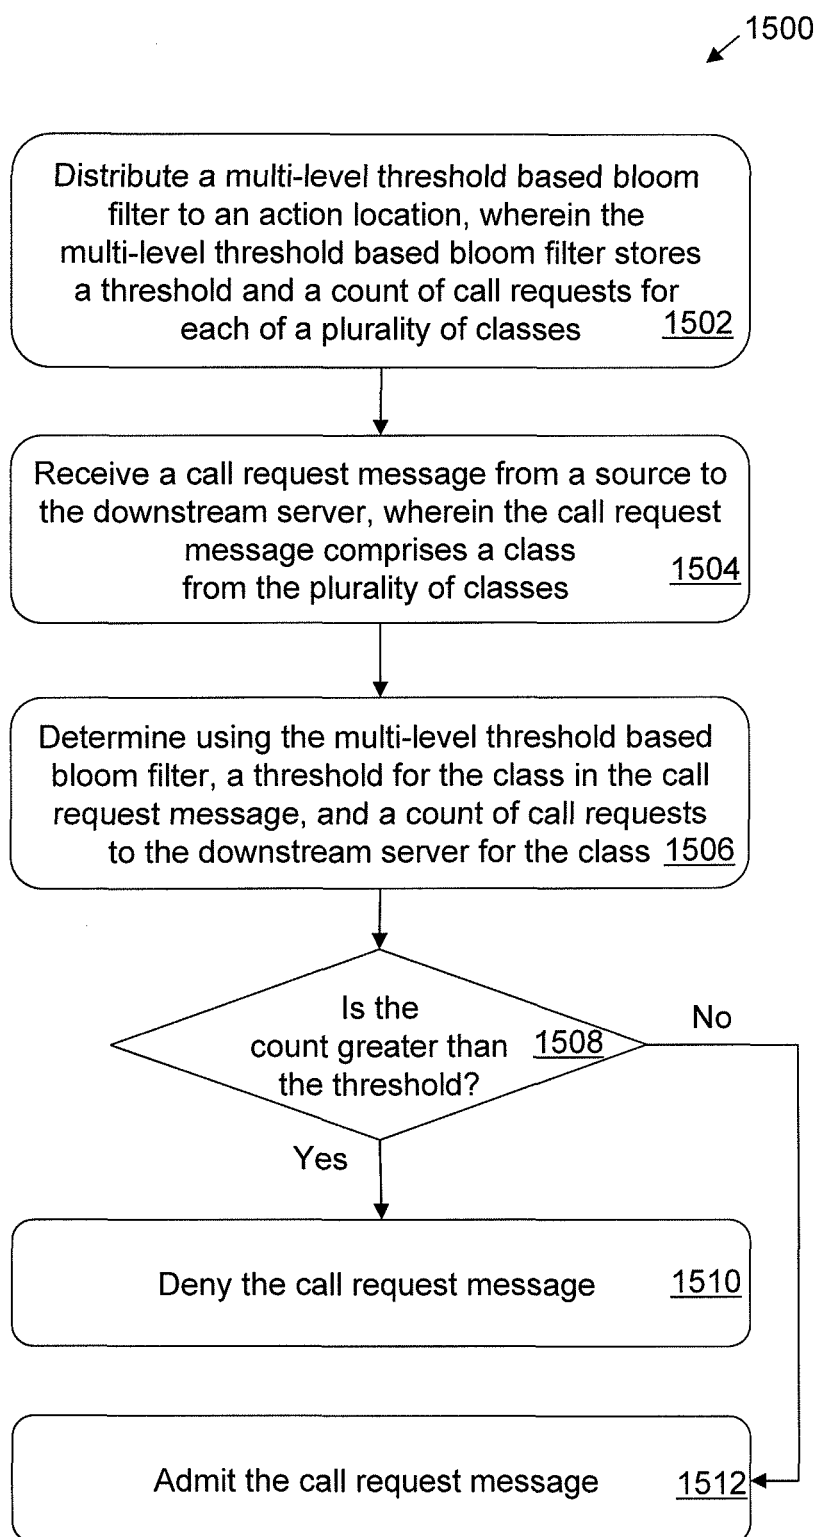 1500
Distribute a multi-level threshold based bloom
filter to an action location, wherein the
multi-level threshold based bloom filter stores
a threshold and a count of call requests for
each of a plurality of classes 1502
Receive a call request message from a source to
the downstream server, wherein the call request
message comprises a class
from the plurality of classes 1504
Determine using the multi-level threshold based
bloom filter, a threshold for the class in the call
request message, and a count of call requests
to the downstream server for the class 1506
Is the
count greater than 1508
the threshold?
No
Yes
Deny the call request message 1510
Admit the call request message 1512